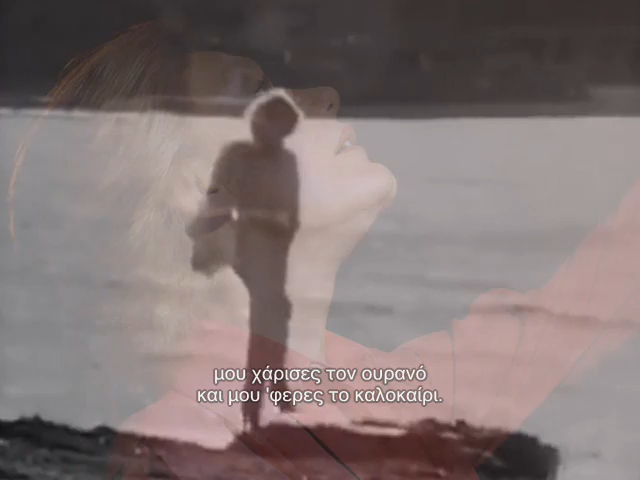 μου χάρισες τον ουρανό
και μου 'φερες το καλοκαίρι.